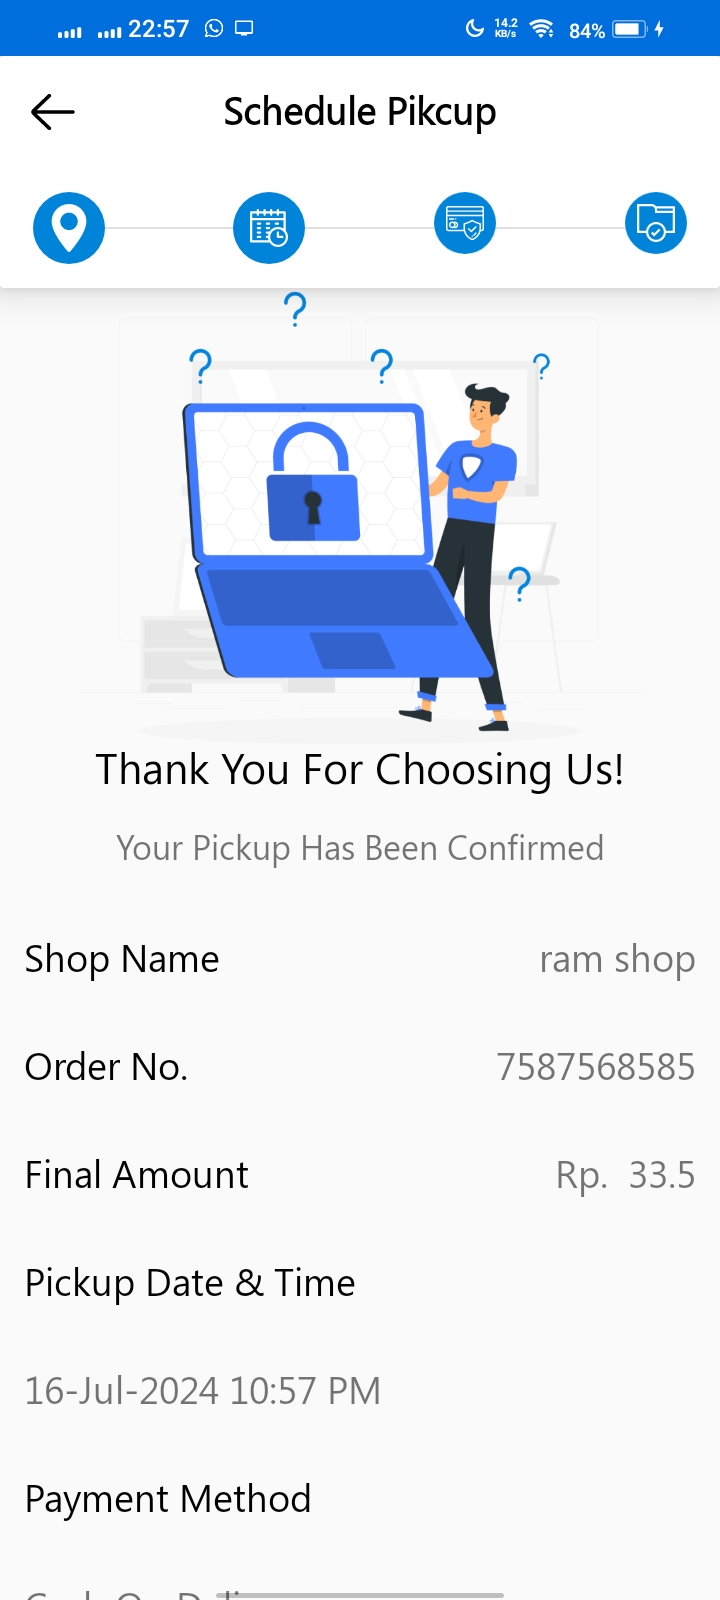 22:57 14.2 KB/s 84%
Schedule Pikcup
? ? ? ? ?
Thank You For Choosing Us!
Your Pickup Has Been Confirmed
Shop Name ram shop
Order No. 7587568585
Final Amount Rp. 33.5
Pickup Date & Time
16-Jul-2024 10:57 PM
Payment Method